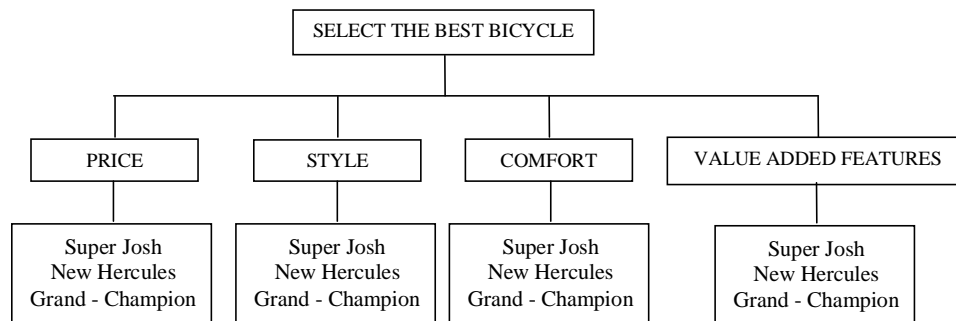 SELECT THE BEST BICYCLE
PRICE
STYLE
COMFORT
VALUE ADDED FEATURES
Super Josh
New Hercules
Grand - Champion
Super Josh
New Hercules
Grand - Champion
Super Josh
New Hercules
Grand - Champion
Super Josh
New Hercules
Grand - Champion